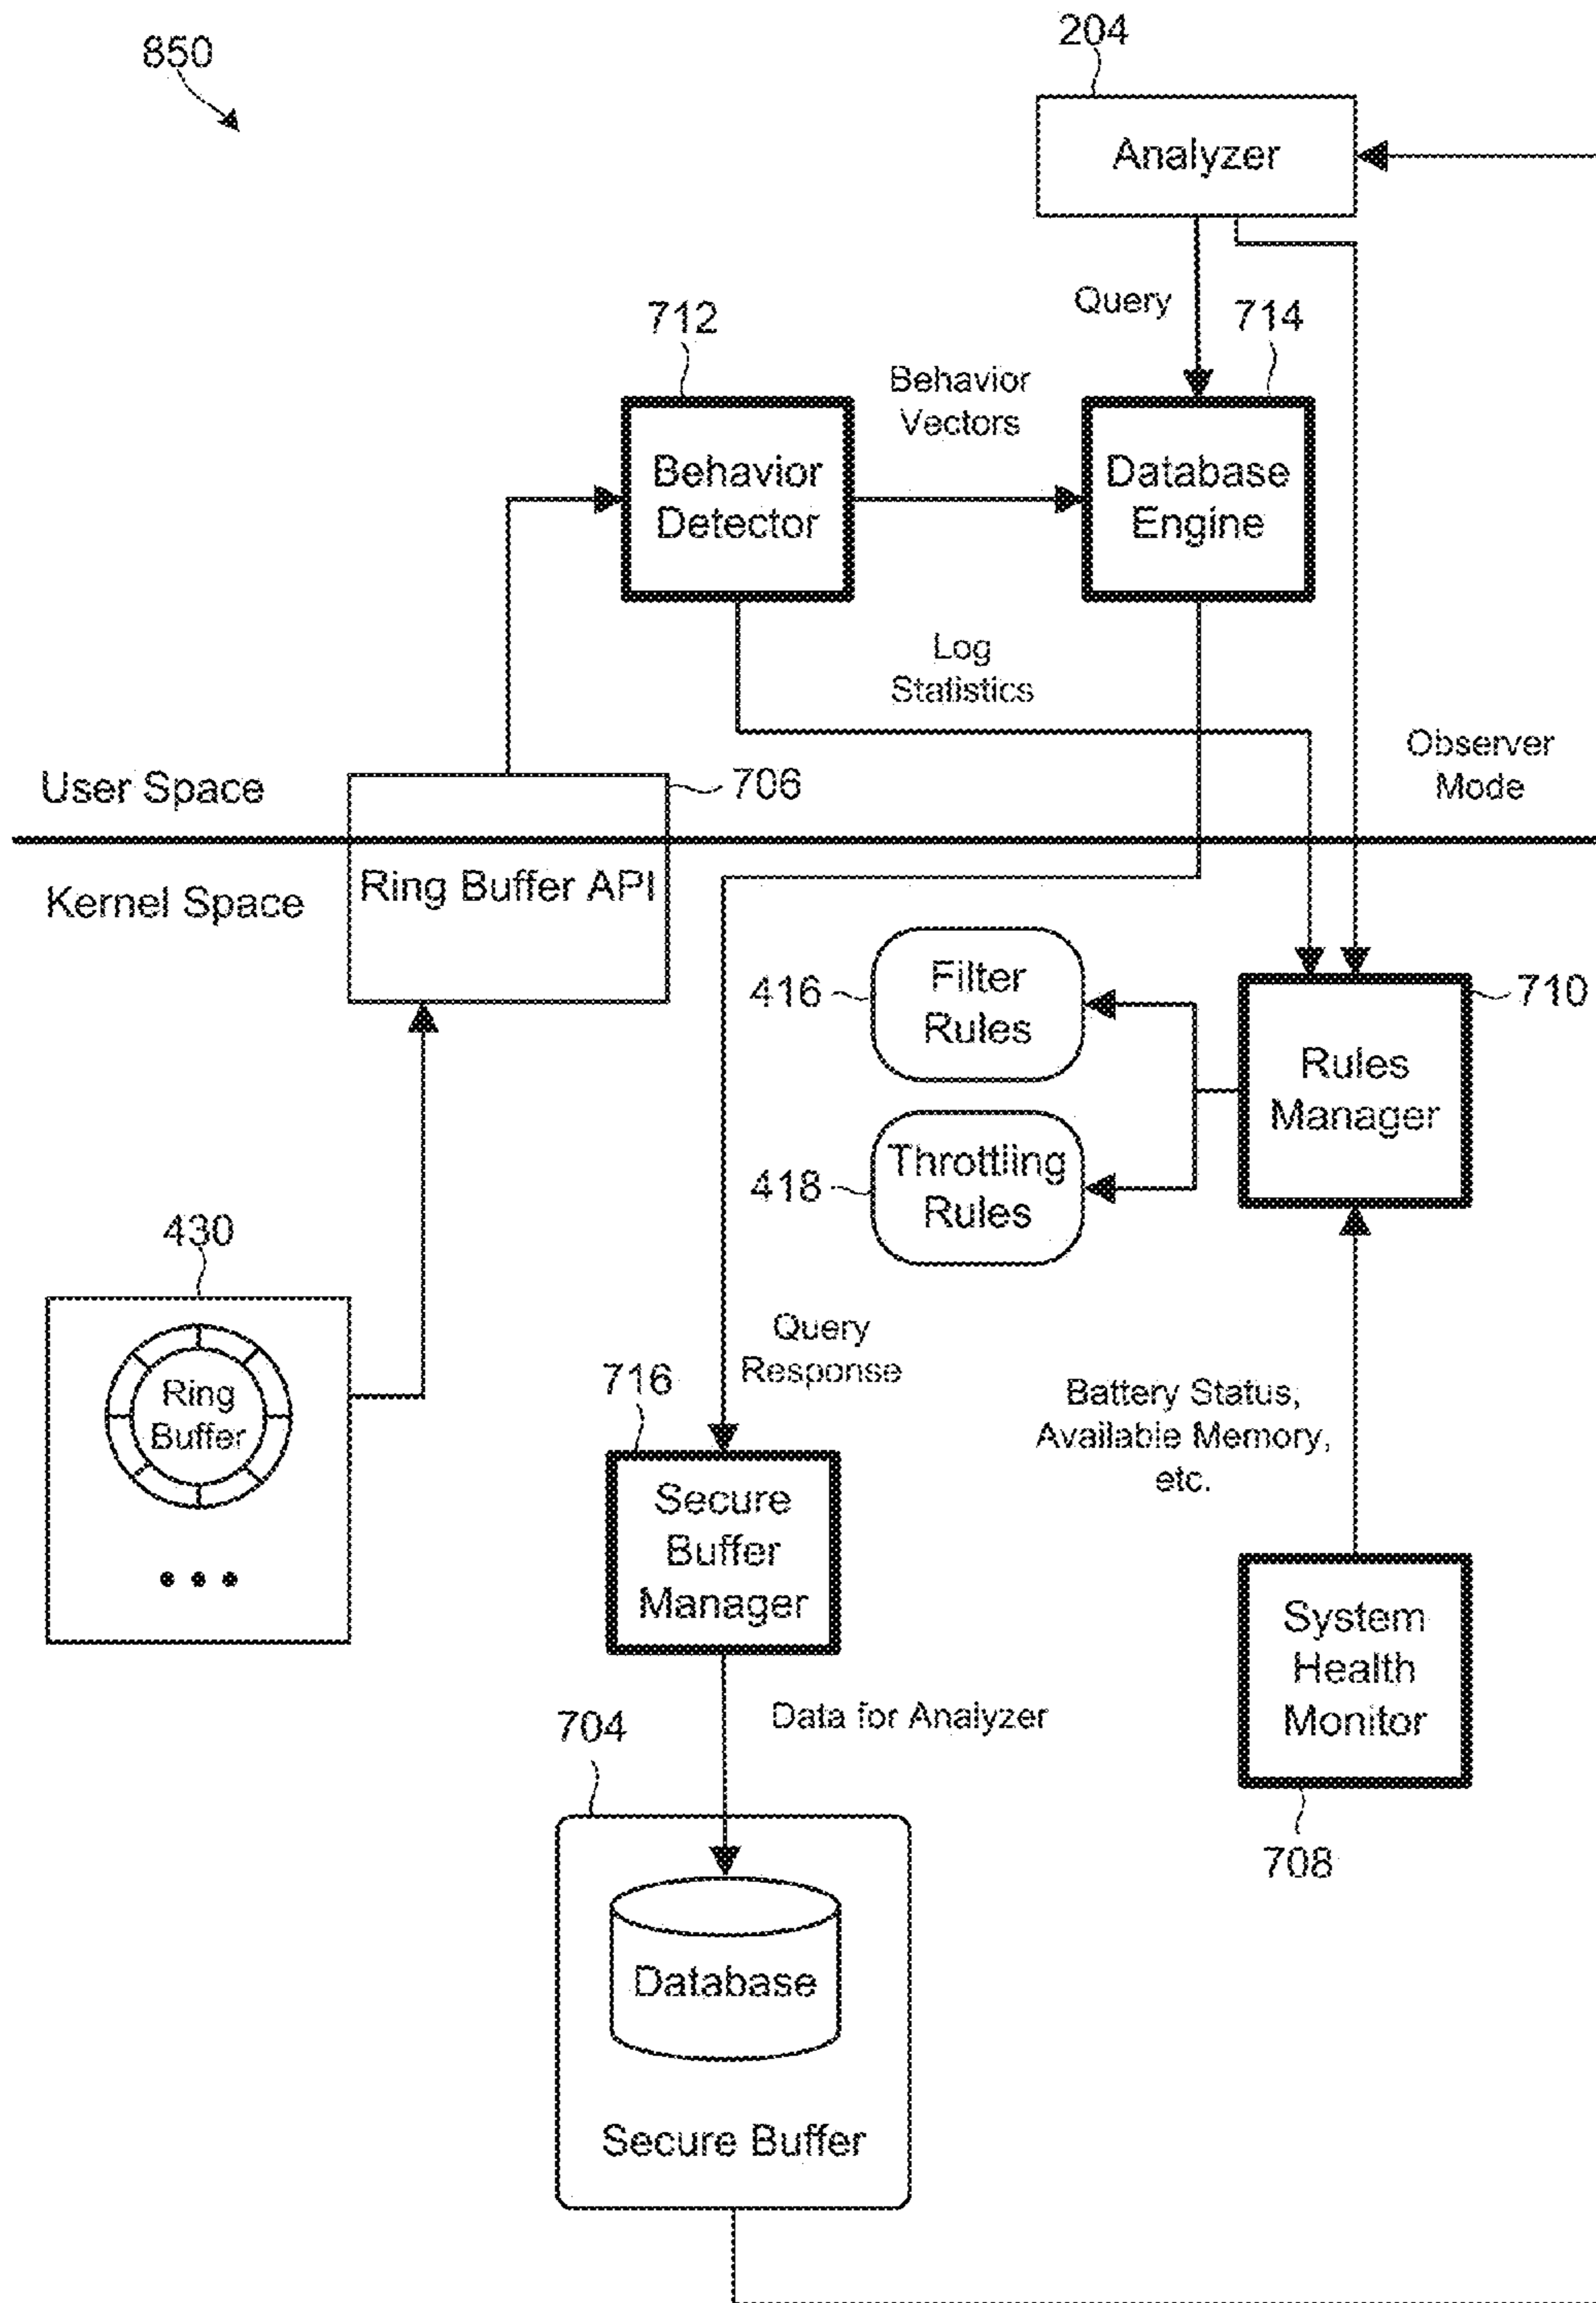 850
204
Analyzer
Query
714
712
Behavior
Vectors
Behavior
Detector
Database
Engine
Log
Statistics
Observer
Mode
User Space
706
Kernel Space
Ring Buffer API
416
Filter
Rules
710
Rules
Manager
418
Throttling
Rules
430
Ring
Buffer
Query
Response
716
Battery Status,
Available Memory,
etc.
Secure
Buffer
Manager
System
Health
Monitor
704
Data for Analyzer
708
Database
Secure Buffer